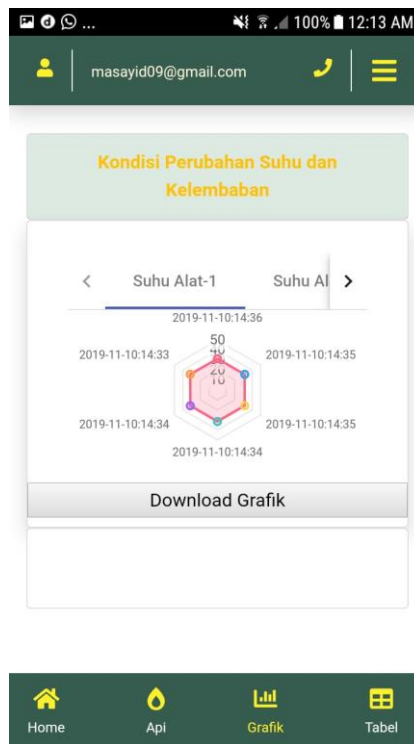 ... 100% 12:13 AM
masayid09@gmail.com
Kondisi Perubahan Suhu dan
Kelembaban
Suhu Alat-1 Suhu Al
2019-11-10:14:36
50
2019-11-10:14:33 40 2019-11-10:14:35
20
10
2019-11-10:14:34 2019-11-10:14:35
2019-11-10:14:34
Download Grafik
Home Api Grafik Tabel